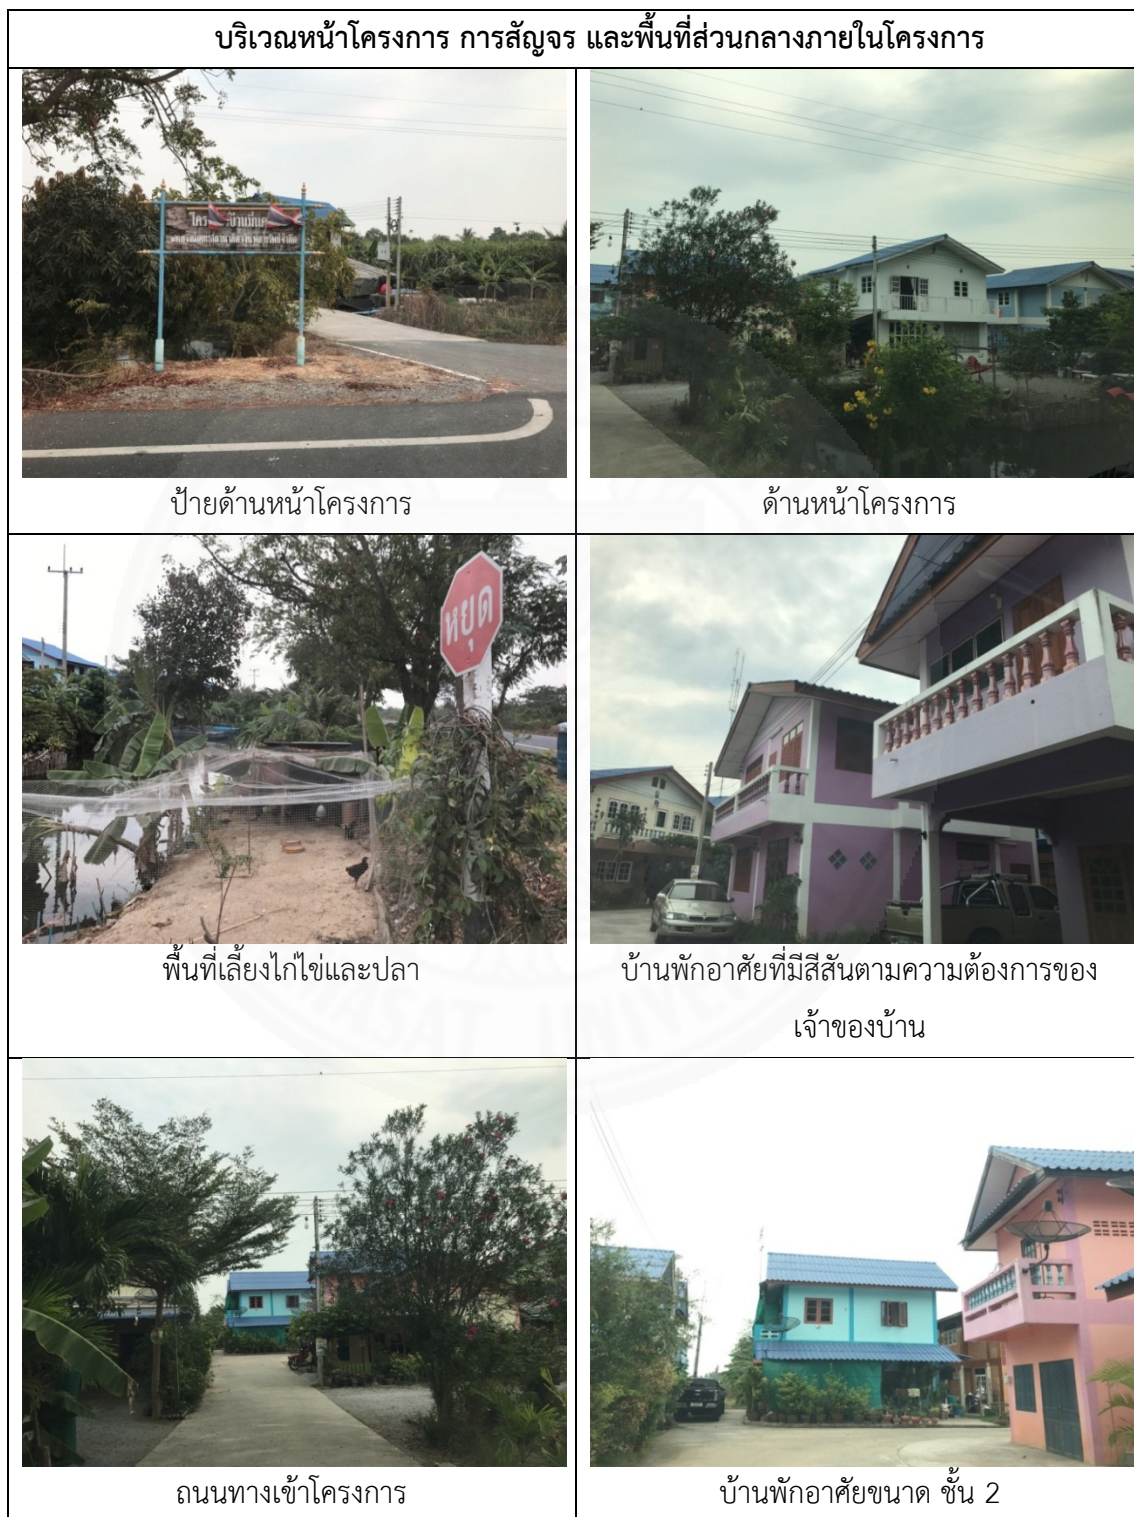 บริเวณหน้าโครงการ การสัญจร และพื้นที่ส่วนกลางภายในโครงการ
ป้ายด้านหน้าโครงการ
ด้านหน้าโครงการ
หยุด
พื้นที่เลี้ยงไก่ไข่และปลา
บ้านพักอาศัยที่มีสีสันตามความต้องการของ
เจ้าของบ้าน
ถนนทางเข้าโครงการ
บ้านพักอาศัยขนาด ชั้น 2